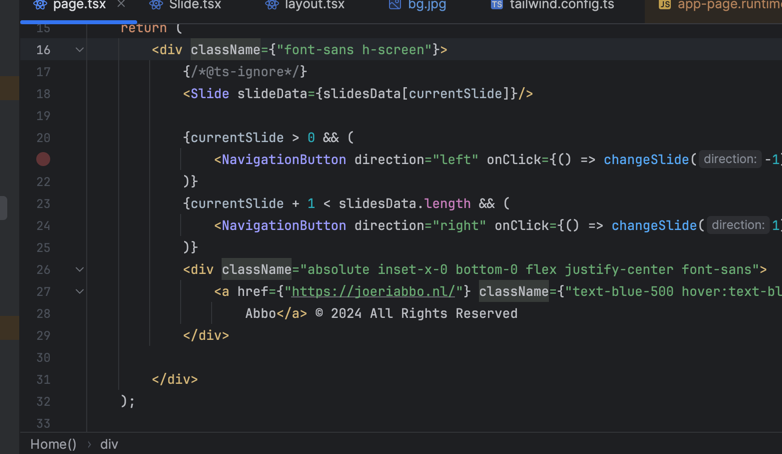 page.tsx Slide.tsx layout.tsx bg.jpg tailwind.config.ts app-page.runtime
15 return (
16 <div className={"font-sans h-screen"}>
17 {/*@ts-ignore*/}
18 <Slide slideData={slidesData[currentSlide]}/>
19
20 {currentSlide > 0 && (
<NavigationButton direction="left" onClick={() => changeSlide( direction: -1)
22 )}
23 {currentSlide + 1 < slidesData.length && (
24 <NavigationButton direction="right" onClick={() => changeSlide( direction: 1)
25 )}
26 <div className="absolute inset-x-0 bottom-0 flex justify-center font-sans">
27 <a href={"https://joeriabbo.nl/"} className={"text-blue-500 hover:text-bl
28 Abbo</a> © 2024 All Rights Reserved
29 </div>
30
31 </div>
32 );
33
Home() › div